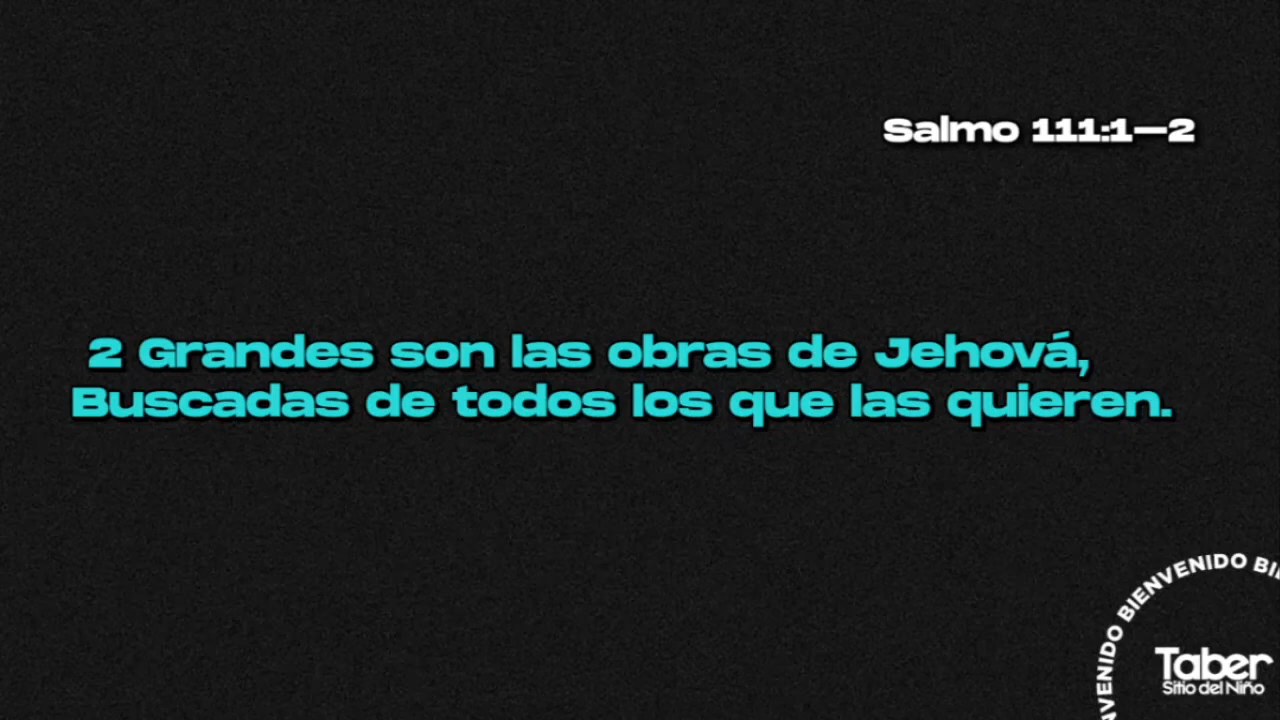 Salmo 111:1–2
2 Grandes son las obras de Jehová,
Buscadas de todos los que las quieren.
BIENVENIDO
Taber
Sitio del Niño